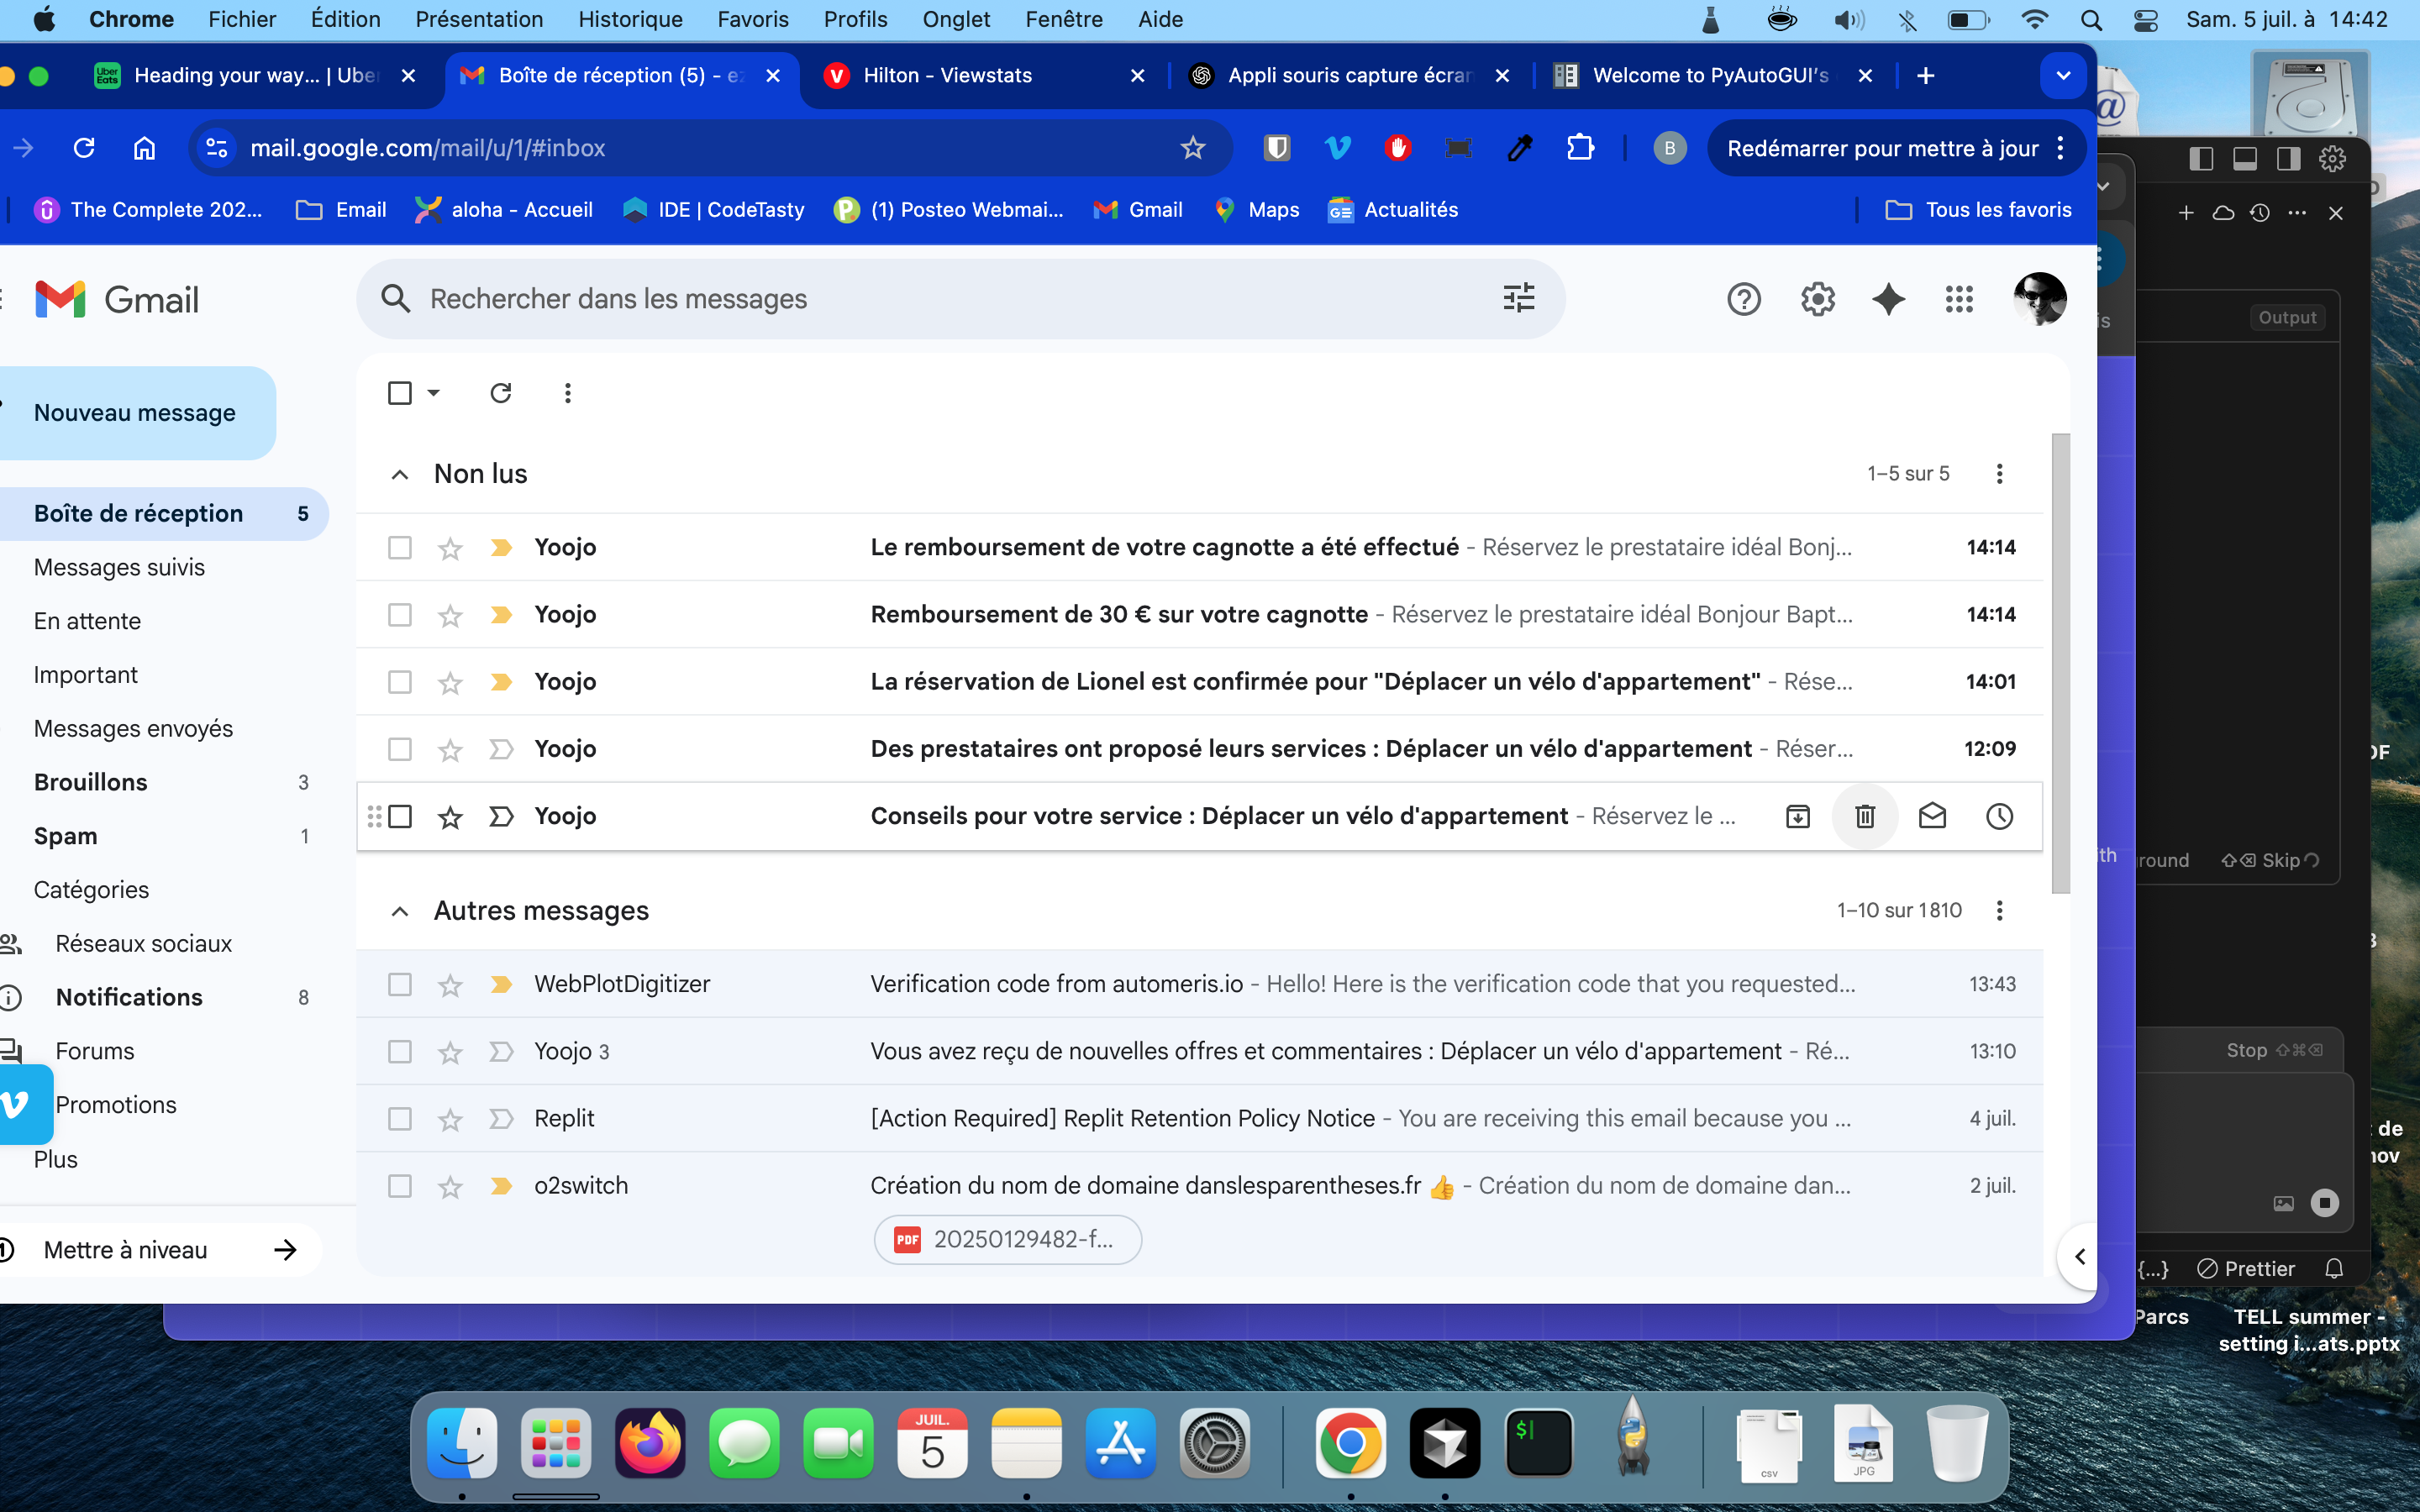 Chrome Fichier Édition Présentation Historique Favoris Profils Onglet Fenêtre Aide Sam. 5 juil. à 14:42
Uber Eats Heading your way... | Uber Boîte de réception (5) - ez Hilton - Viewstats Appli souris capture écran Welcome to PyAutoGUI's
mail.google.com/mail/u/1/#inbox B Redémarrer pour mettre à jour
The Complete 202... Email aloha - Accueil IDE | CodeTasty (1) Posteo Webmai... Gmail Maps Actualités Tous les favoris
Gmail Rechercher dans les messages
Output
Nouveau message
Non lus 1–5 sur 5
Boîte de réception 5
Messages suivis
En attente
Important
Messages envoyés
Brouillons 3
Spam 1
Catégories
Réseaux sociaux
Notifications 8
Forums
Promotions
Plus
Mettre à niveau
Yoojo Le remboursement de votre cagnotte a été effectué - Réservez le prestataire idéal Bonj... 14:14
Yoojo Remboursement de 30 € sur votre cagnotte - Réservez le prestataire idéal Bonjour Bapt... 14:14
Yoojo La réservation de Lionel est confirmée pour "Déplacer un vélo d'appartement" - Rése... 14:01
Yoojo Des prestataires ont proposé leurs services : Déplacer un vélo d'appartement - Réser... 12:09
Yoojo Conseils pour votre service : Déplacer un vélo d'appartement - Réservez le ...
Autres messages 1–10 sur 1 810
WebPlotDigitizer Verification code from automeris.io - Hello! Here is the verification code that you requested... 13:43
Yoojo 3 Vous avez reçu de nouvelles offres et commentaires : Déplacer un vélo d'appartement - Ré... 13:10
Replit [Action Required] Replit Retention Policy Notice - You are receiving this email because you ... 4 juil.
o2switch Création du nom de domaine danslesparentheses.fr 👍 - Création du nom de domaine dan... 2 juil.
PDF 20250129482-f...
Skip
Stop
{...} Prettier
Parcs
TELL summer -
setting i...ats.pptx
JUIL.
5
$
CSV
JPG